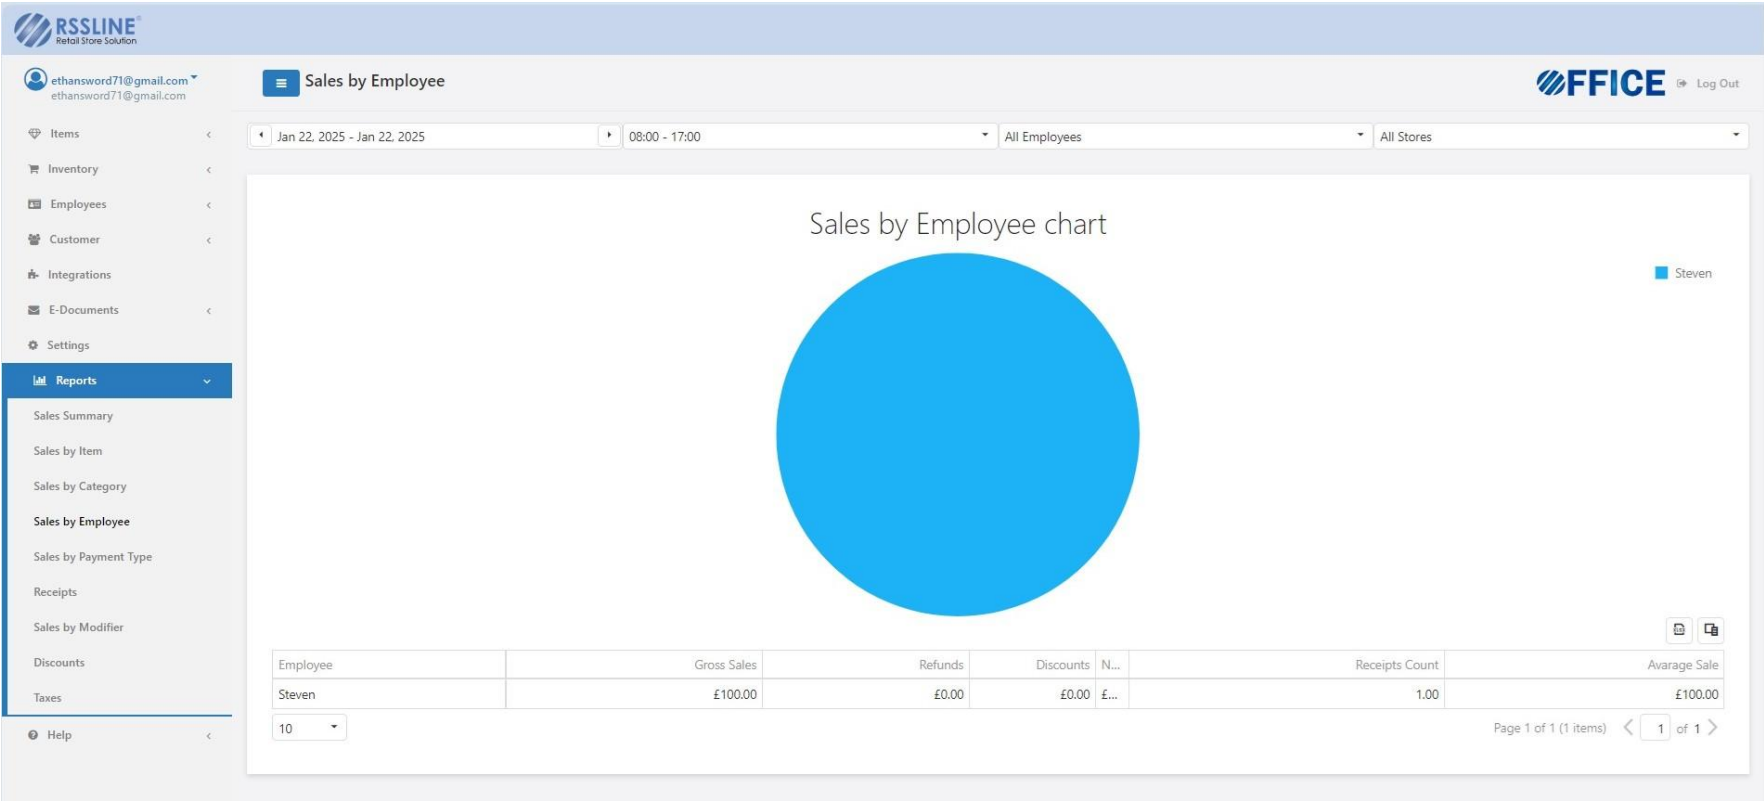 RSSLINE®
Retail Store Solution
ethansword71@gmail.com
ethansword71@gmail.com
Sales by Employee
OFFICE
Log Out
Jan 22, 2025 - Jan 22, 2025
08:00 - 17:00
All Employees
All Stores
Items
Inventory
Employees
Customer
Integrations
E-Documents
Settings
Reports
Sales Summary
Sales by Item
Sales by Category
Sales by Employee
Sales by Payment Type
Receipts
Sales by Modifier
Discounts
Taxes
Help
Sales by Employee chart
Steven
Employee Gross Sales Refunds Discounts N... Receipts Count Avarage Sale
Steven £100.00 £0.00 £0.00 £... 1.00 £100.00
10
Page 1 of 1 (1 items) 1 of 1